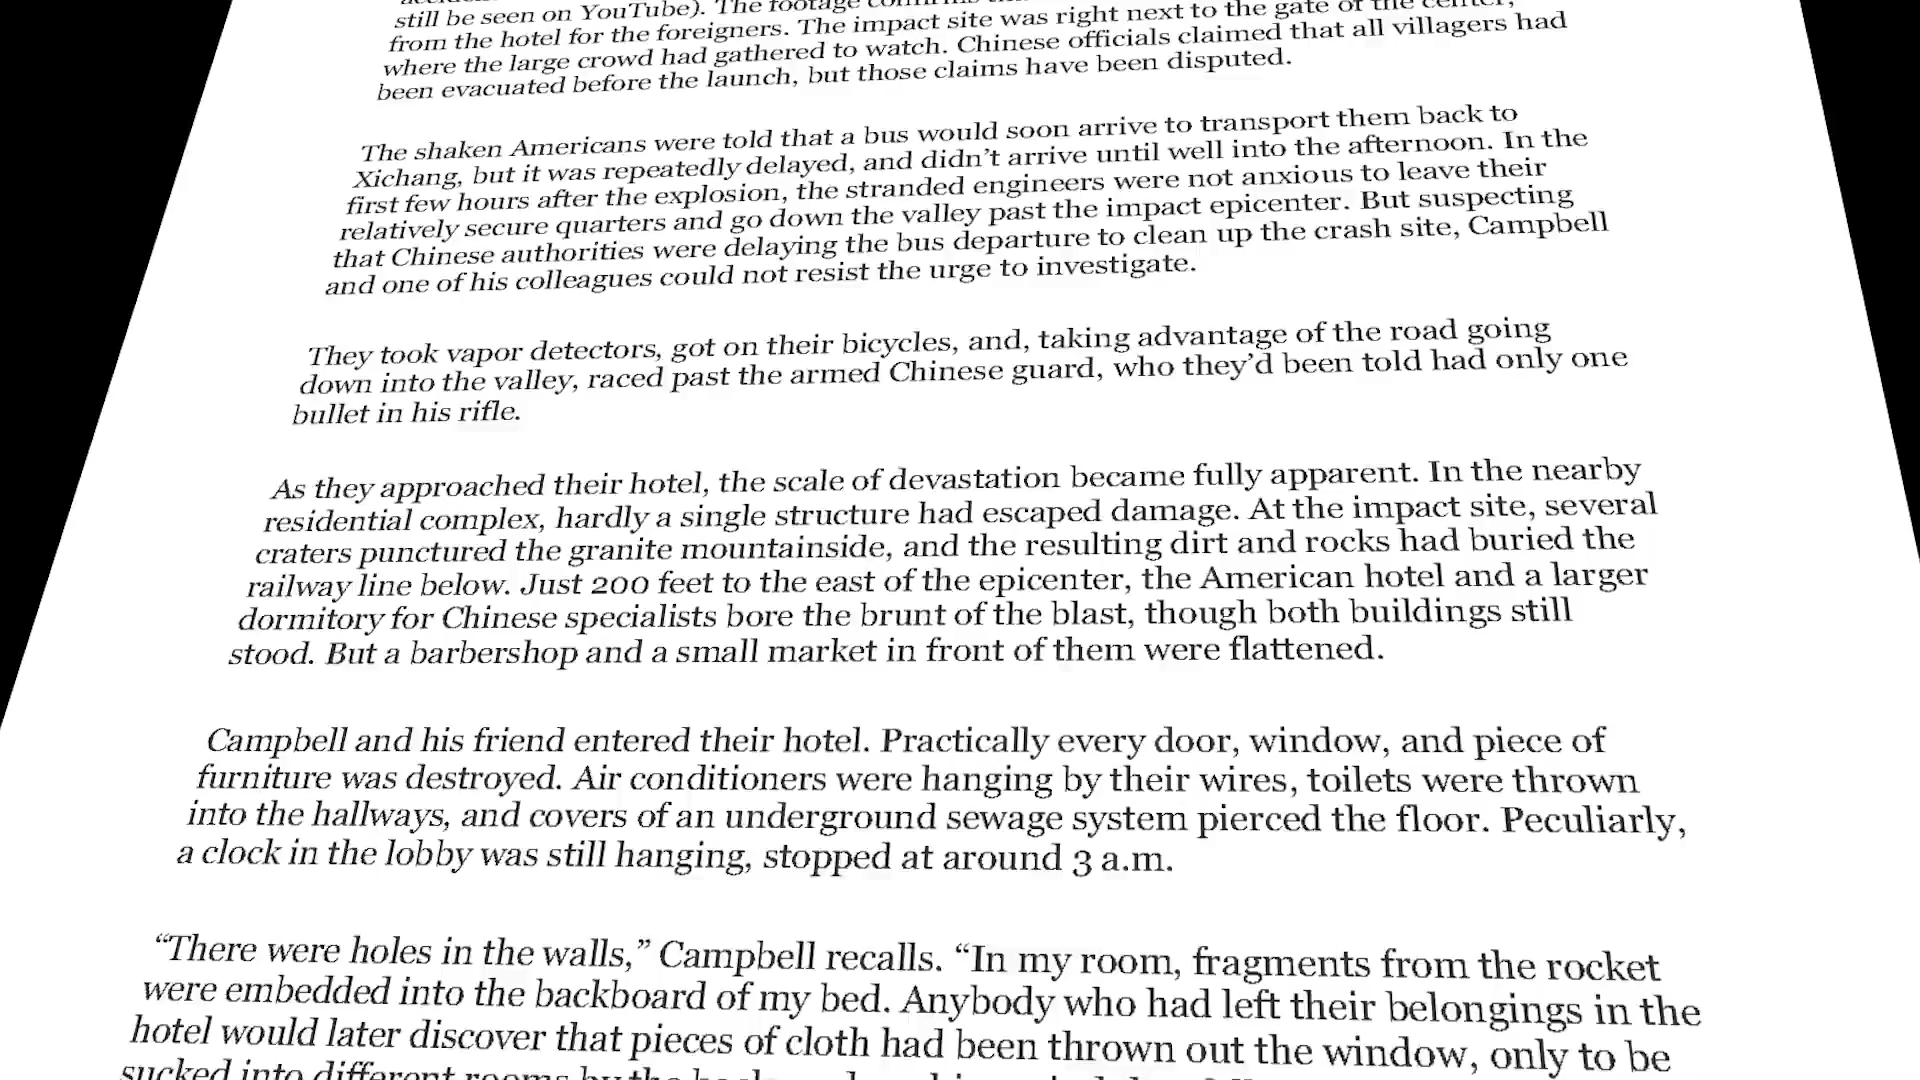 still be seen on YouTube). The footage
from the hotel for the foreigners. The impact site was right next to the gate of the center,
where the large crowd had gathered to watch. Chinese officials claimed that all villagers had
been evacuated before the launch, but those claims have been disputed.
The shaken Americans were told that a bus would soon arrive to transport them back to
Xichang, but it was repeatedly delayed, and didn’t arrive until well into the afternoon. In the
first few hours after the explosion, the stranded engineers were not anxious to leave their
relatively secure quarters and go down the valley past the impact epicenter. But suspecting
that Chinese authorities were delaying the bus departure to clean up the crash site, Campbell
and one of his colleagues could not resist the urge to investigate.
They took vapor detectors, got on their bicycles, and, taking advantage of the road going
down into the valley, raced past the armed Chinese guard, who they’d been told had only one
bullet in his rifle.
As they approached their hotel, the scale of devastation became fully apparent. In the nearby
residential complex, hardly a single structure had escaped damage. At the impact site, several
craters punctured the granite mountainside, and the resulting dirt and rocks had buried the
railway line below. Just 200 feet to the east of the epicenter, the American hotel and a larger
dormitory for Chinese specialists bore the brunt of the blast, though both buildings still
stood. But a barbershop and a small market in front of them were flattened.
Campbell and his friend entered their hotel. Practically every door, window, and piece of
furniture was destroyed. Air conditioners were hanging by their wires, toilets were thrown
into the hallways, and covers of an underground sewage system pierced the floor. Peculiarly,
a clock in the lobby was still hanging, stopped at around 3 a.m.
“There were holes in the walls,” Campbell recalls. “In my room, fragments from the rocket
were embedded into the backboard of my bed. Anybody who had left their belongings in the
hotel would later discover that pieces of cloth had been thrown out the window, only to be
sucked into different rooms by the